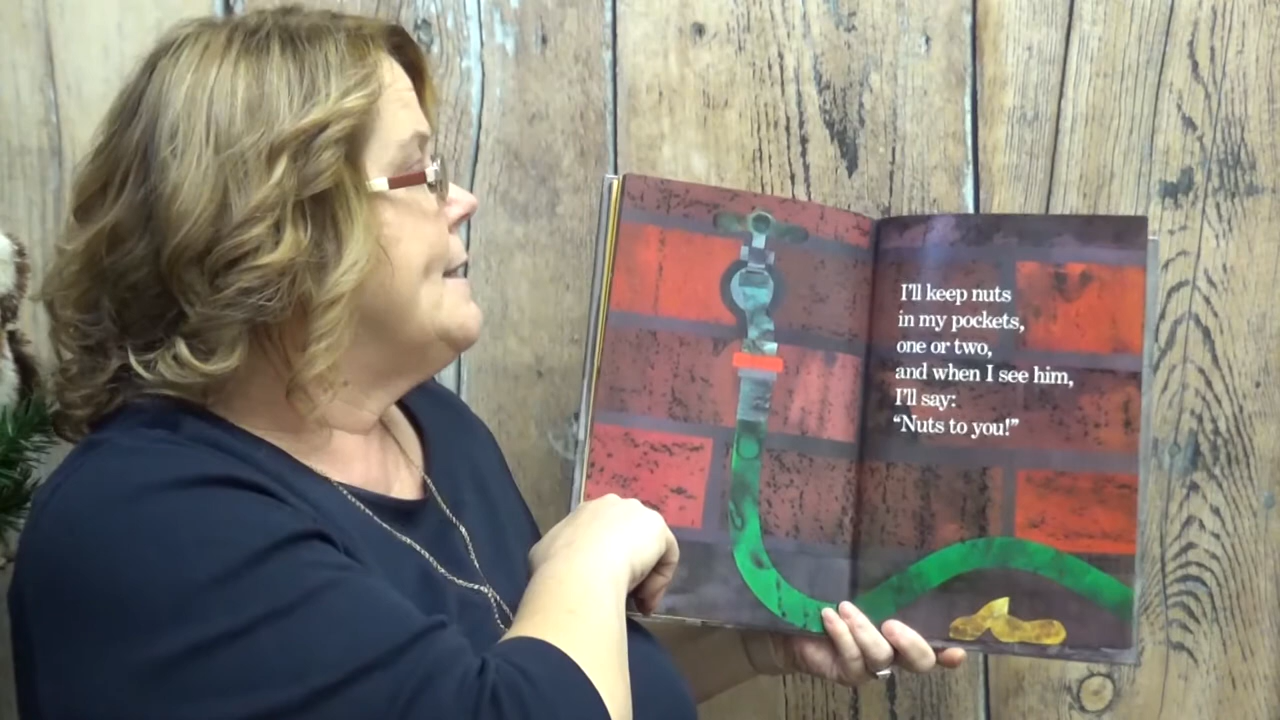 I'll keep nuts
in my pockets,
one or two,
and when I see him,
I'll say:
“Nuts to you!”